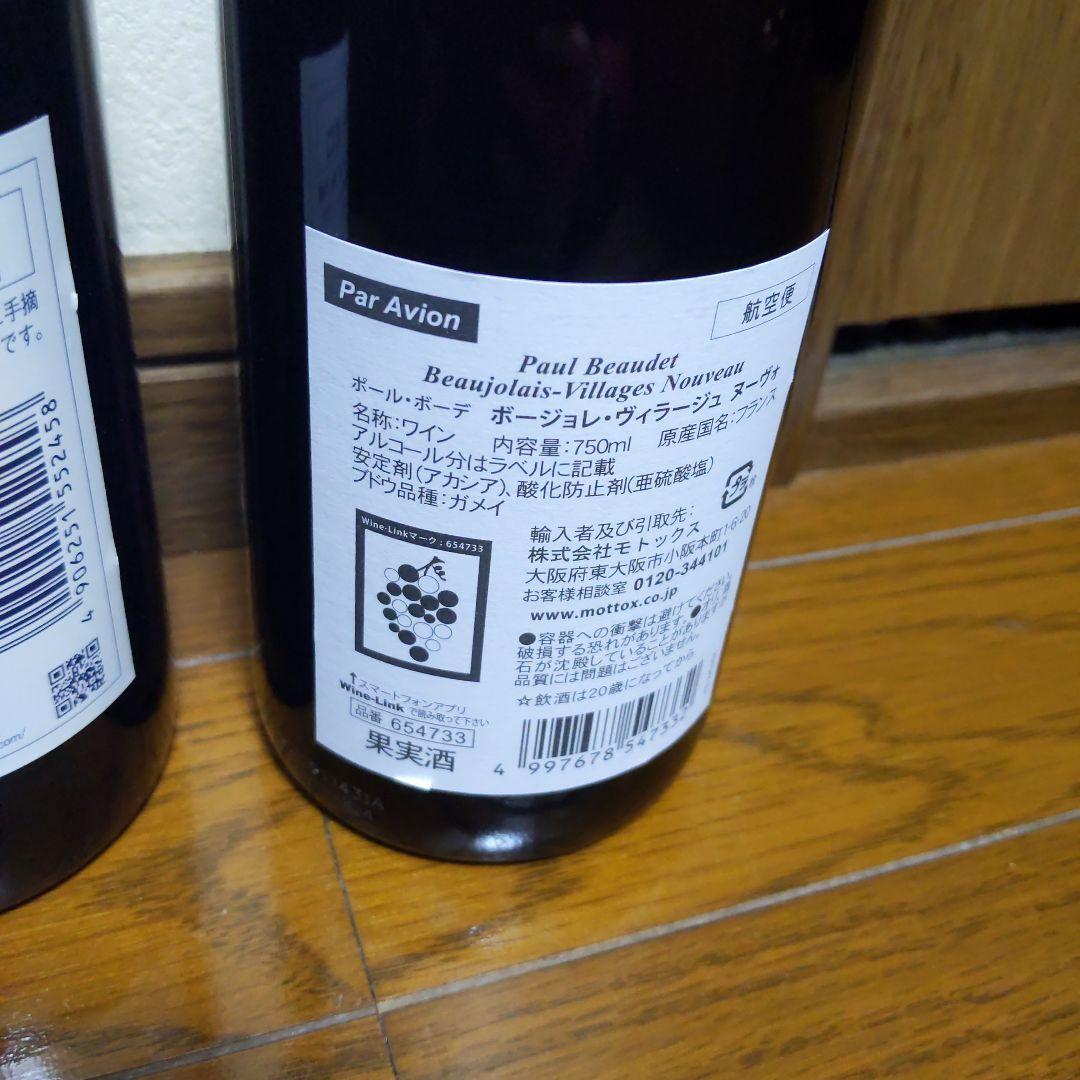 手摘
です。
4 906251 552458
Par Avion
航空便
Paul Beaudet
Beaujolais-Villages Nouveau
ポール・ボーデ ボージョレ・ヴィラージュ ヌーヴォ
名称:ワイン 内容量:750ml 原産国名:フランス
アルコール分はラベルに記載
安定剤(アカシア)、酸化防止剤(亜硫酸塩)
ブドウ品種:ガメイ
Wine-Linkマーク:654733
輸入者及び引取先:
株式会社モトックス
大阪府東大阪市小阪本町1-6-20
お客様相談室 0120-344101
www.mottox.co.jp
●容器への衝撃は避けてください。
破損する恐れがあります。
石が沈殿していることがあります
品質には問題はございません。
☆飲酒は20歳になってから
↑スマートフォンアプリ
Wine-Link で読み取って下さい
品番 654733
果実酒
4 997678 54733